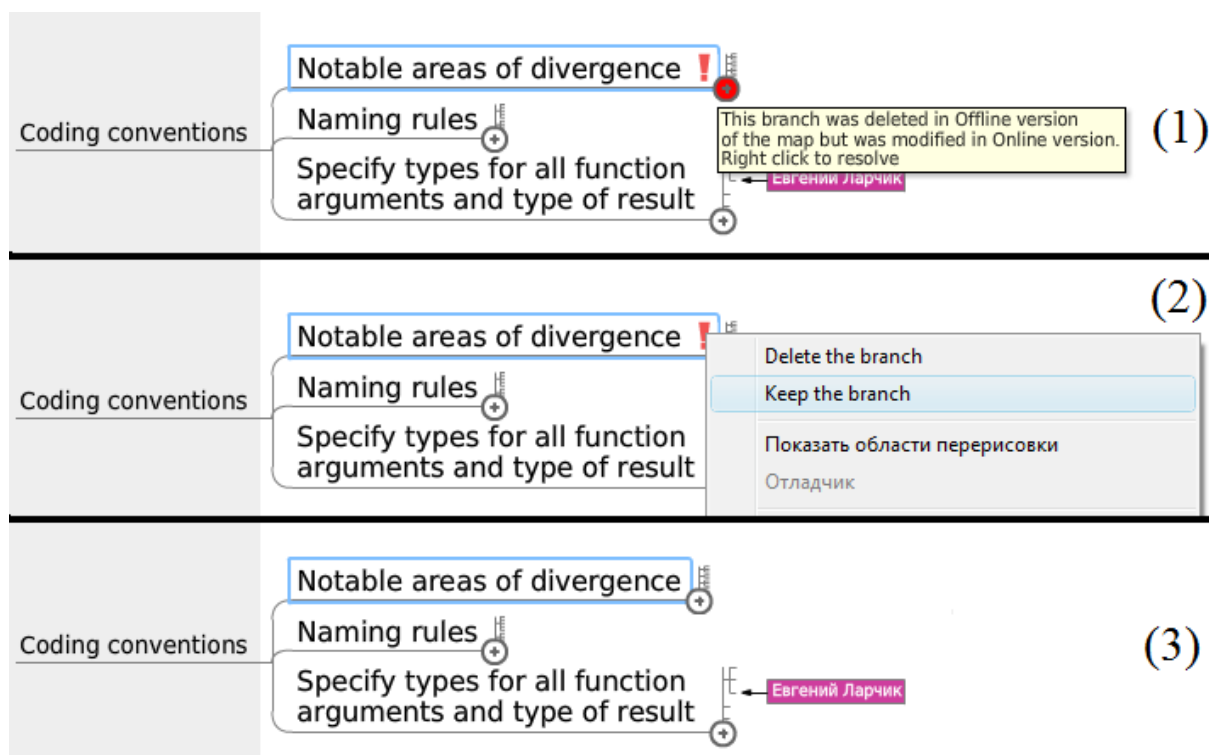 Notable areas of divergence
Coding conventions
Naming rules
Specify types for all function
arguments and type of result
This branch was deleted in Offline version
of the map but was modified in Online version.
Right click to resolve
Евгений Ларчик
(1)
(2)
Notable areas of divergence
Coding conventions
Naming rules
Specify types for all function
arguments and type of result
Delete the branch
Keep the branch
Показать области перерисовки
Отладчик
Notable areas of divergence
Coding conventions
Naming rules
Specify types for all function
arguments and type of result
Евгений Ларчик
(3)